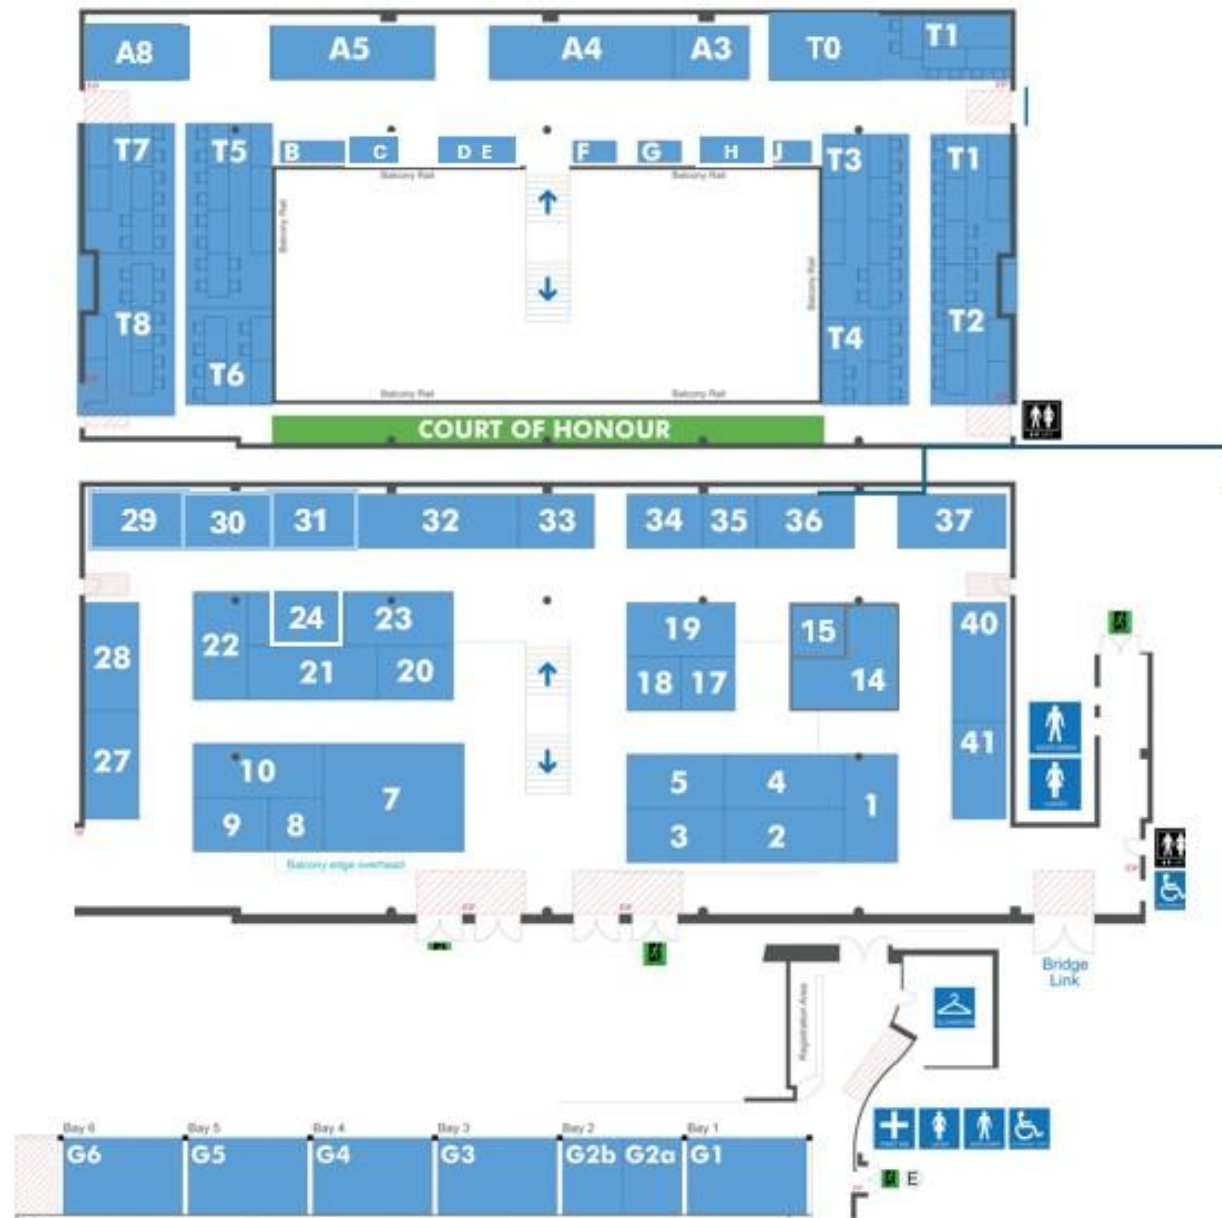 A8 A5 A4 A3 T0 T1
T7 T5 B C D E F G H J T3 T1
Balcony Rail Balcony Rail
Balcony Rail
Balcony Rail
T8 T6 T4 T2
Balcony Rail Balcony Rail
COURT OF HONOUR
29 30 31 32 33 34 35 36 37
24 23 19 15 40
22 21 20 18 17 14
28
27
41
10 7 5 4 1
9 8 3 2
Balcony edge overhead
Bridge
Link
Registration Area
Bay 6 Bay 5 Bay 4 Bay 3 Bay 2 Bay 1
G6 G5 G4 G3 G2b G2a G1
E